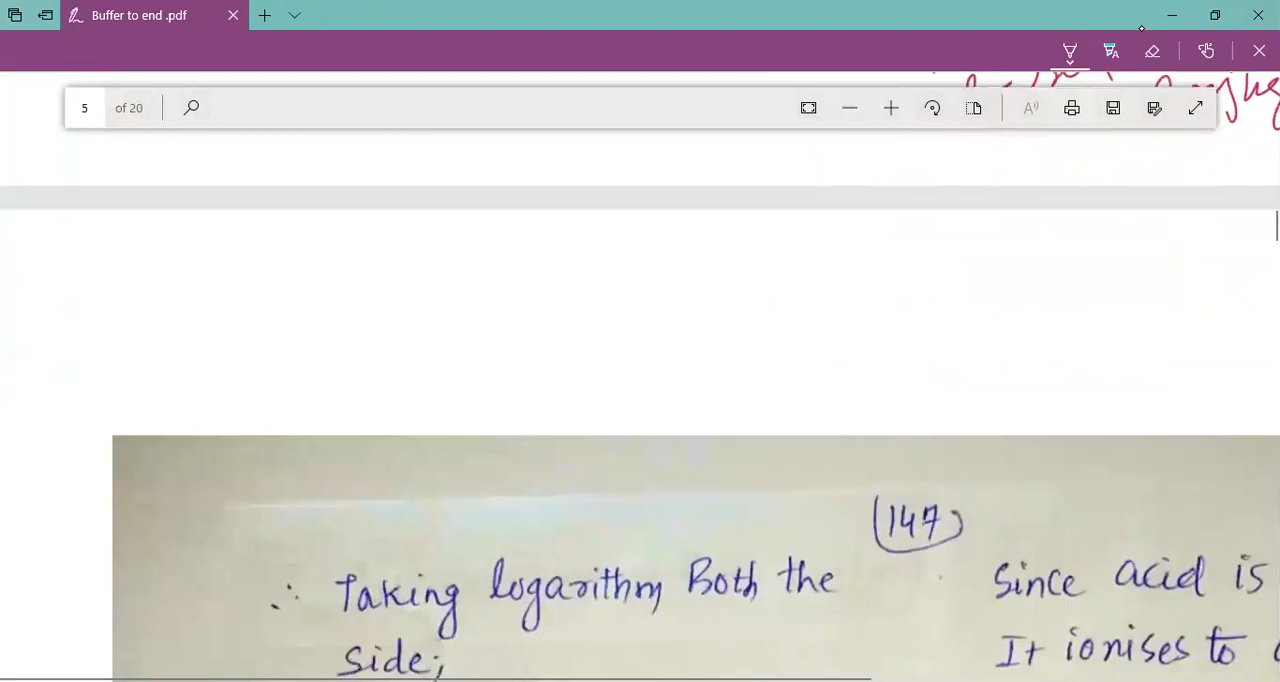 Buffer to end .pdf
5 of 20
(147)
∴ Taking logarithm Both the
side;
Since acid is
It ionises to